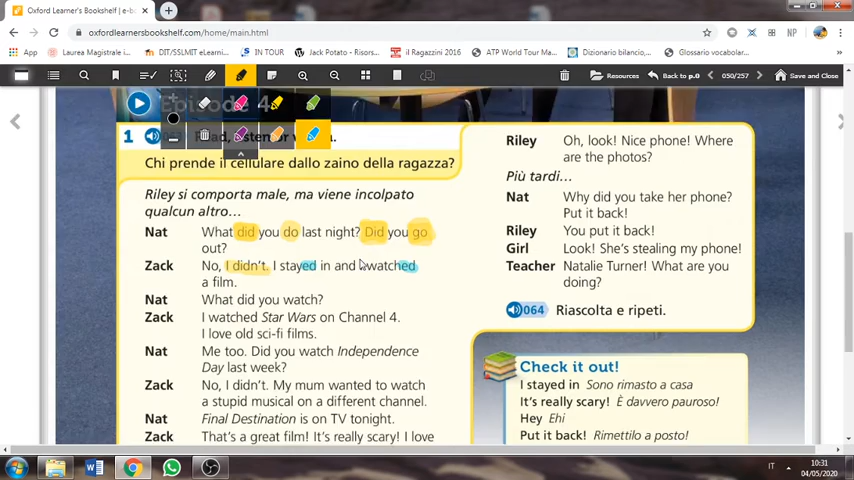 Oxford Learner's Bookshelf | e-b
oxfordlearnersbookshelf.com/home/main.html
App
Laurea Magistrale i
DIT/SSLMIT eLearni...
IN TOUR
Jack Potato - Risors...
il Ragazzini 2016
ATP World Tour Ma...
Dizionario bilancio,...
Glossario vocabolar...
NP
Resources
Back to p.0
050/257
Save and Close
Episode 4
1
Read, listen or w
Chi prende il cellulare dallo zaino della ragazza?
Riley si comporta male, ma viene incolpato
qualcun altro...
Nat What did you do last night? Did you go
out?
Zack No, I didn't. I stayed in and watched
a film.
Nat What did you watch?
Zack I watched Star Wars on Channel 4.
I love old sci-fi films.
Nat Me too. Did you watch Independence
Day last week?
Zack No, I didn't. My mum wanted to watch
a stupid musical on a different channel.
Nat Final Destination is on TV tonight.
Zack That's a great film! It's really scary! I love
Riley Oh, look! Nice phone! Where
are the photos?
Più tardi...
Nat Why did you take her phone?
Put it back!
Riley You put it back!
Girl Look! She's stealing my phone!
Teacher Natalie Turner! What are you
doing?
064 Riascolta e ripeti.
Check it out!
I stayed in Sono rimasto a casa
It's really scary! È davvero pauroso!
Hey Ehi
Put it back! Rimettilo a posto!
IT
10:31
04/05/2020